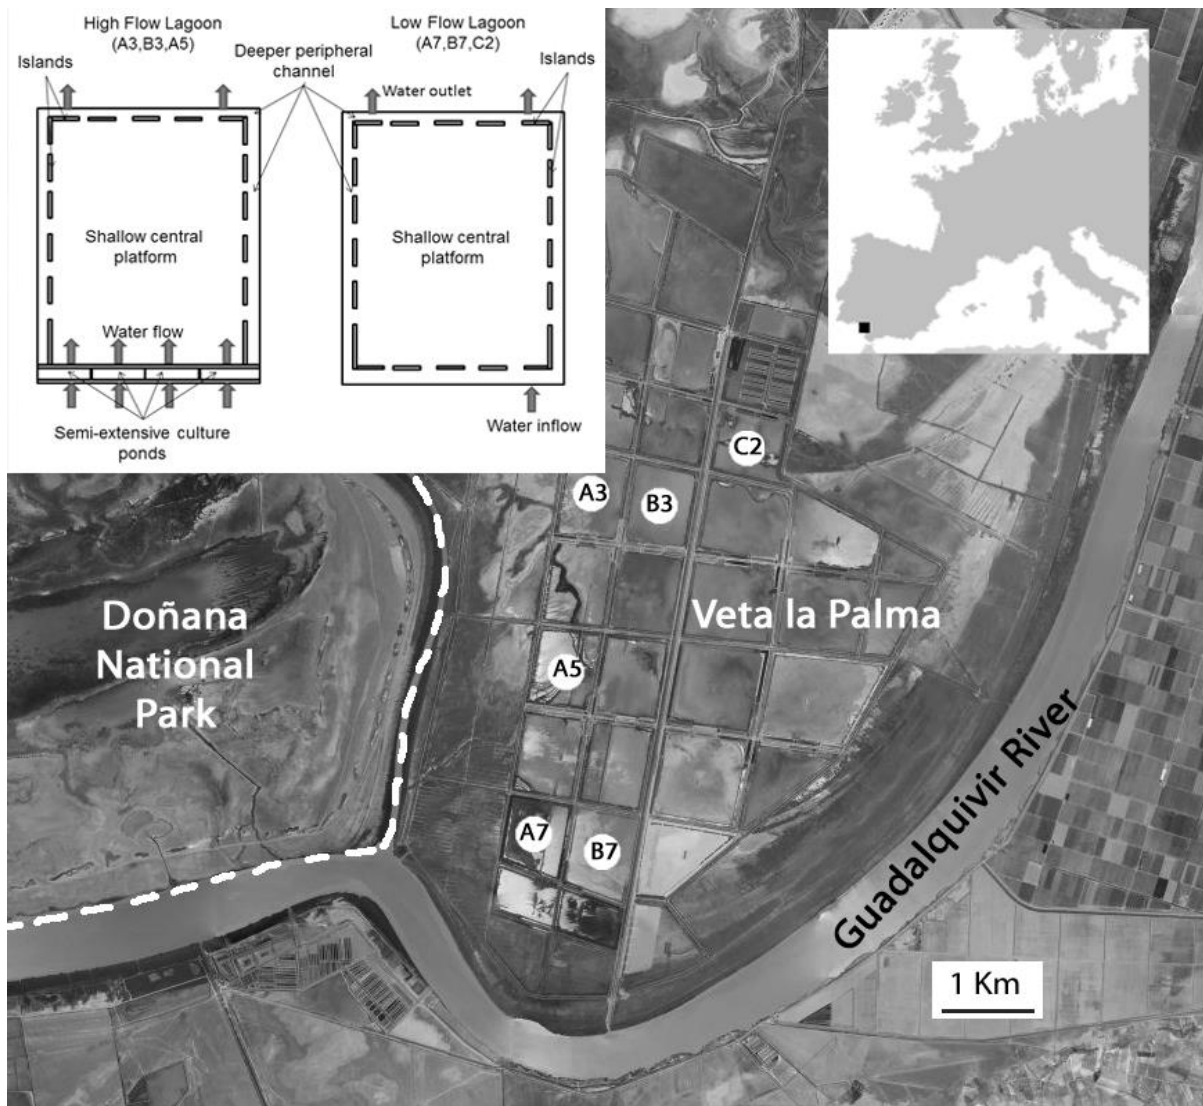 High Flow Lagoon
(A3,B3,A5)
Islands
Deeper peripheral
channel
Low Flow Lagoon
(A7,B7,C2)
Islands
Water outlet
Shallow central
platform
Shallow central
platform
Water flow
Semi-extensive culture
ponds
Water inflow
C2
A3
B3
Doñana
National
Park
Veta la Palma
A5
A7
B7
Guadalquivir River
1 Km